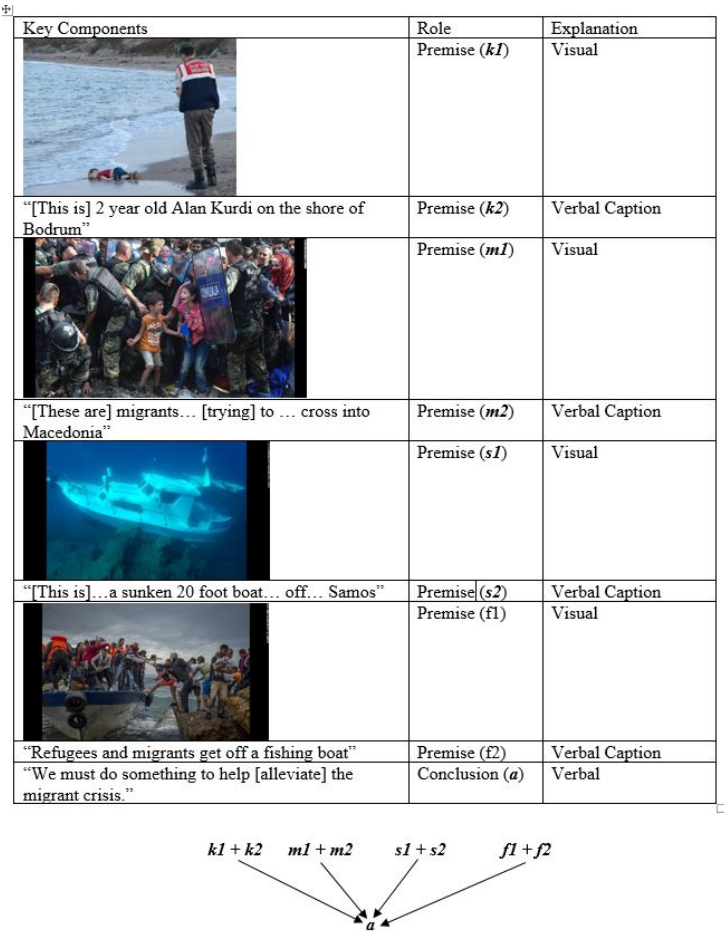 Key Components Role Explanation
Premise (k1) Visual
“[This is] 2 year old Alan Kurdi on the shore of Premise (k2) Verbal Caption
Bodrum”
Premise (m1) Visual
“[These are] migrants… [trying] to … cross into Premise (m2) Verbal Caption
Macedonia”
Premise (s1) Visual
“[This is]…a sunken 20 foot boat… off… Samos” Premise (s2) Verbal Caption
Premise (f1) Visual
“Refugees and migrants get off a fishing boat” Premise (f2) Verbal Caption
“We must do something to help [alleviate] the Conclusion (a) Verbal
migrant crisis.”
k1 + k2 m1 + m2 s1 + s2 f1 + f2
a